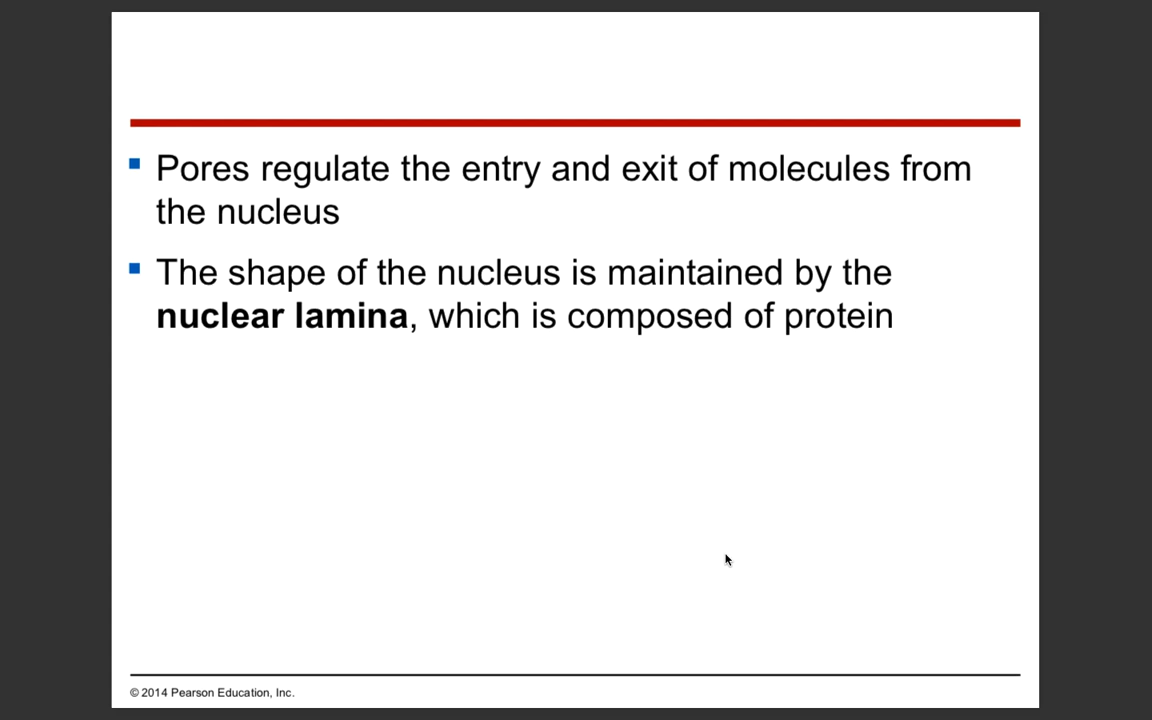 Pores regulate the entry and exit of molecules from
the nucleus
The shape of the nucleus is maintained by the
nuclear lamina, which is composed of protein
© 2014 Pearson Education, Inc.